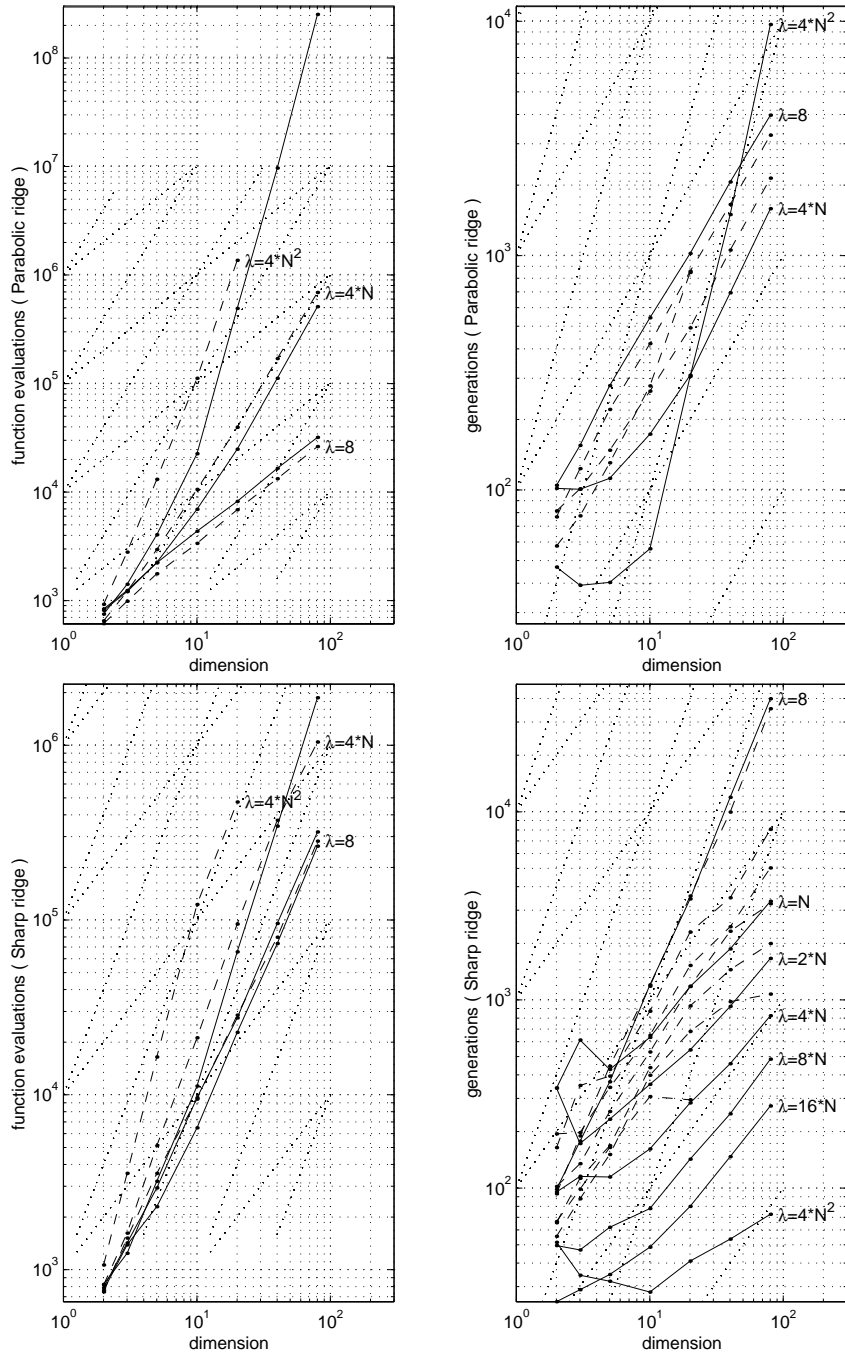 function evaluations ( Parabolic ridge )
10^8
10^7
10^6
10^5
10^4
10^3
λ=4*N^2
λ=4*N
λ=8
10^0
10^1
10^2
dimension
generations ( Parabolic ridge )
10^4
10^3
10^2
λ=4*N^2
λ=8
λ=4*N
10^0
10^1
10^2
dimension
function evaluations ( Sharp ridge )
10^6
10^5
10^4
10^3
λ=4*N
λ=4*N^2
λ=8
10^0
10^1
10^2
dimension
generations ( Sharp ridge )
10^4
10^3
10^2
λ=8
λ=N
λ=2*N
λ=4*N
λ=8*N
λ=16*N
λ=4*N^2
10^0
10^1
10^2
dimension